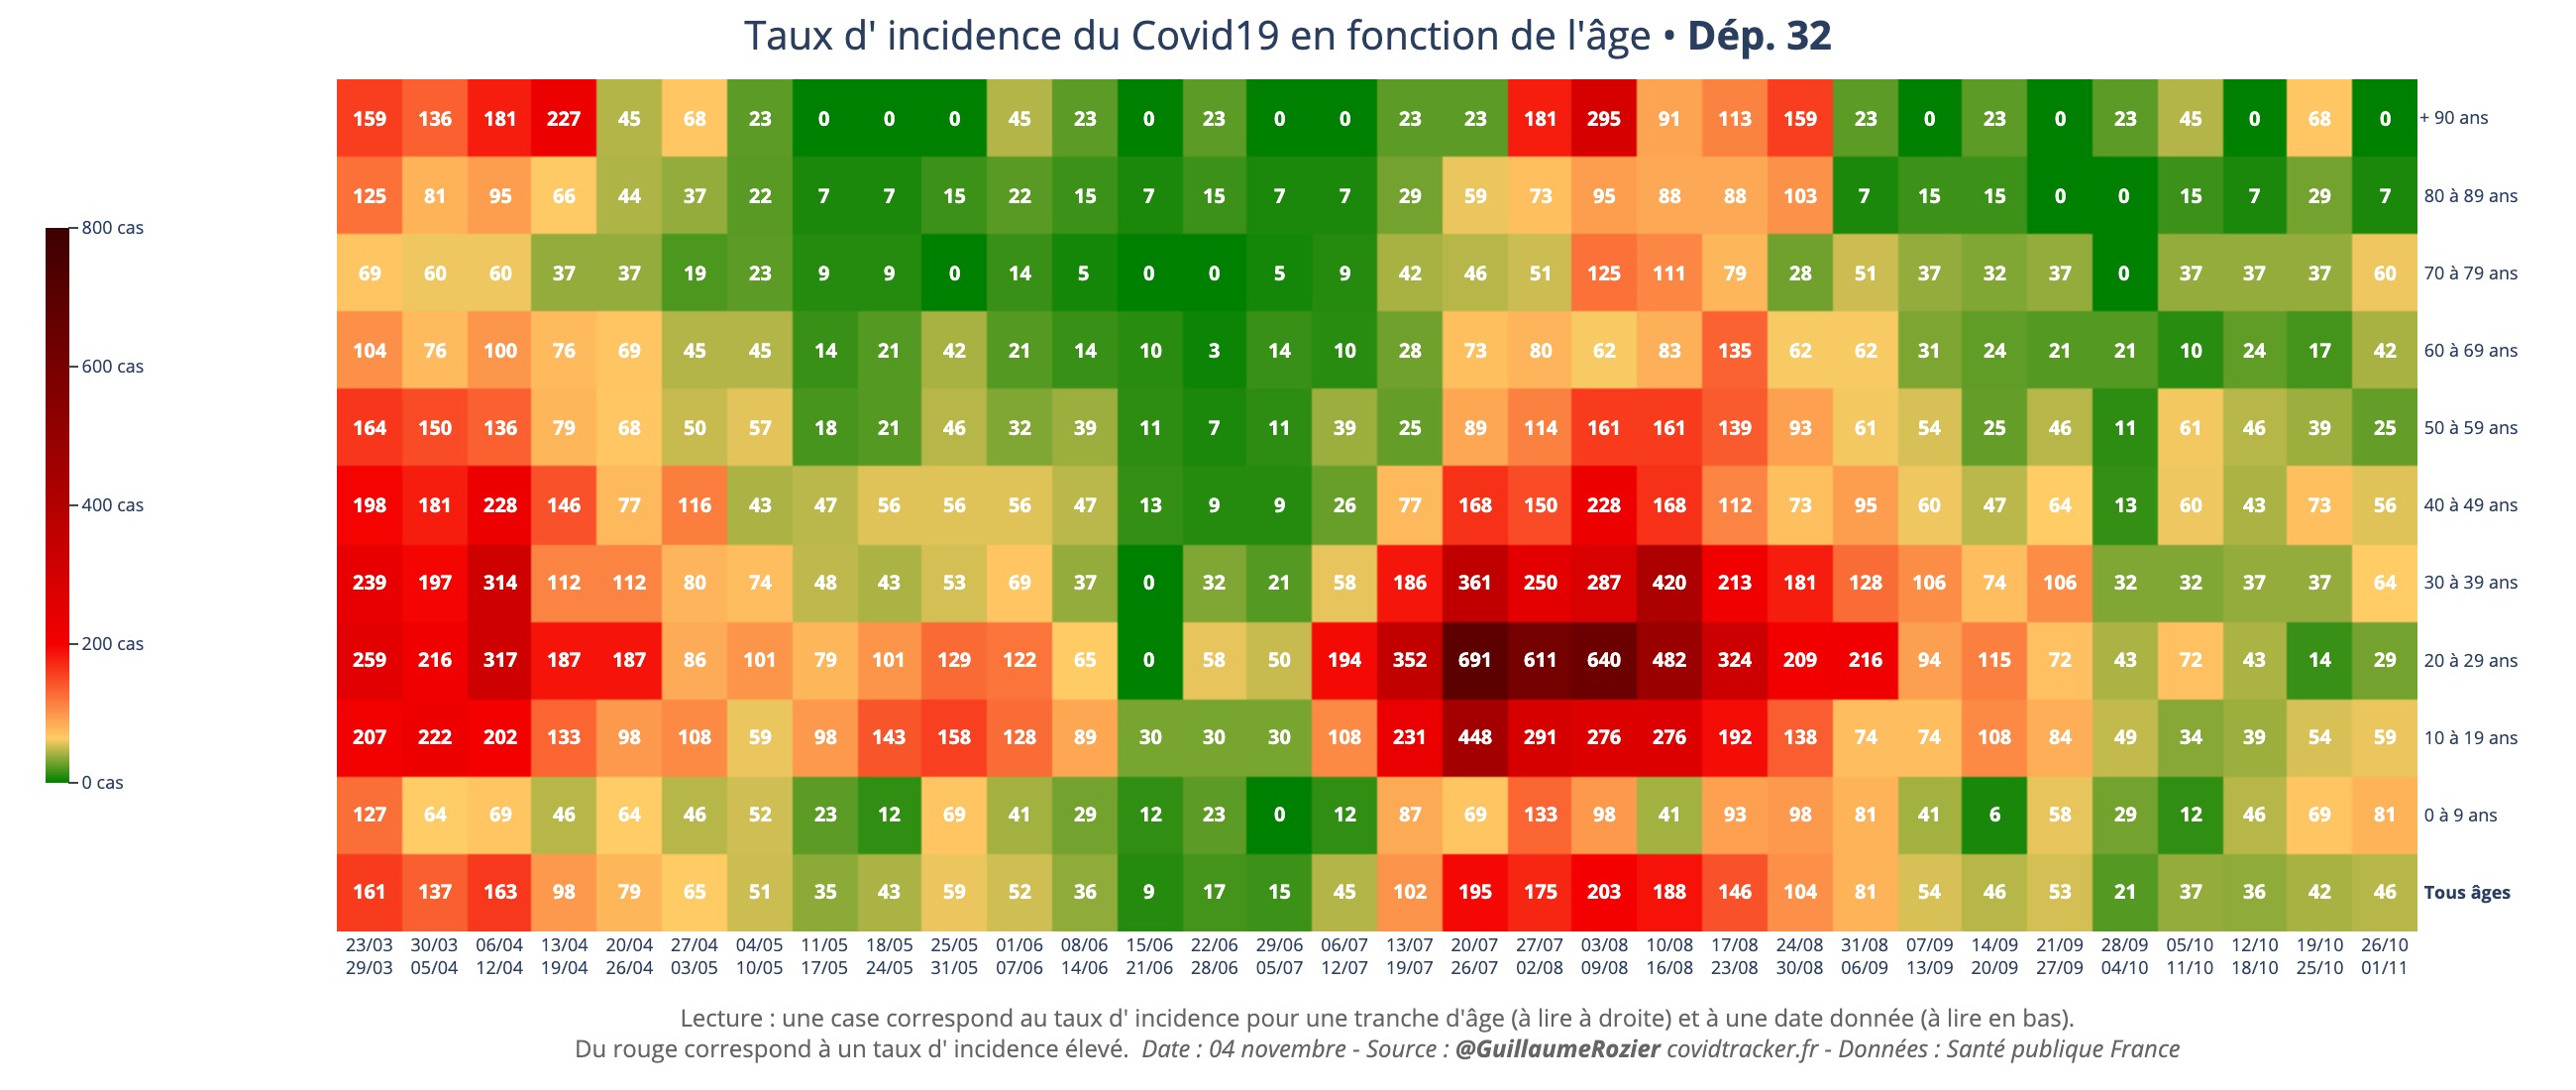 Taux d' incidence du Covid19 en fonction de l'âge • Dép. 32
159 136 181 227 45 68 23 0 0 0 45 23 0 23 0 0 23 23 181 295 91 113 159 23 0 23 0 23 45 0 68 0 + 90 ans
125 81 95 66 44 37 22 7 7 15 22 15 7 15 7 7 29 59 73 95 88 88 103 7 15 15 0 0 15 7 29 7 80 à 89 ans
800 cas
69 60 60 37 37 19 23 9 9 0 14 5 0 0 5 9 42 46 51 125 111 79 28 51 37 32 37 0 37 37 37 60 70 à 79 ans
104 76 100 76 69 45 45 14 21 42 21 14 10 3 14 10 28 73 80 62 83 135 62 62 31 24 21 21 10 24 17 42 60 à 69 ans
600 cas
164 150 136 79 68 50 57 18 21 46 32 39 11 7 11 39 25 89 114 161 161 139 93 61 54 25 46 11 61 46 39 25 50 à 59 ans
400 cas
198 181 228 146 77 116 43 47 56 56 56 47 13 9 9 26 77 168 150 228 168 112 73 95 60 47 64 13 60 43 73 56 40 à 49 ans
239 197 314 112 112 80 74 48 43 53 69 37 0 32 21 58 186 361 250 287 420 213 181 128 106 74 106 32 32 37 37 64 30 à 39 ans
200 cas
259 216 317 187 187 86 101 79 101 129 122 65 0 58 50 194 352 691 611 640 482 324 209 216 94 115 72 43 72 43 14 29 20 à 29 ans
207 222 202 133 98 108 59 98 143 158 128 89 30 30 30 108 231 448 291 276 276 192 138 74 74 108 84 49 34 39 54 59 10 à 19 ans
0 cas
127 64 69 46 64 46 52 23 12 69 41 29 12 23 0 12 87 69 133 98 41 93 98 81 41 6 58 29 12 46 69 81 0 à 9 ans
161 137 163 98 79 65 51 35 43 59 52 36 9 17 15 45 102 195 175 203 188 146 104 81 54 46 53 21 37 36 42 46 Tous âges
23/03 30/03 06/04 13/04 20/04 27/04 04/05 11/05 18/05 25/05 01/06 08/06 15/06 22/06 29/06 06/07 13/07 20/07 27/07 03/08 10/08 17/08 24/08 31/08 07/09 14/09 21/09 28/09 05/10 12/10 19/10 26/10
29/03 05/04 12/04 19/04 26/04 03/05 10/05 17/05 24/05 31/05 07/06 14/06 21/06 28/06 05/07 12/07 19/07 26/07 02/08 09/08 16/08 23/08 30/08 06/09 13/09 20/09 27/09 04/10 11/10 18/10 25/10 01/11
Lecture : une case correspond au taux d' incidence pour une tranche d'âge (à lire à droite) et à une date donnée (à lire en bas).
Du rouge correspond à un taux d' incidence élevé. Date : 04 novembre - Source : @GuillaumeRozier covidtracker.fr - Données : Santé publique France